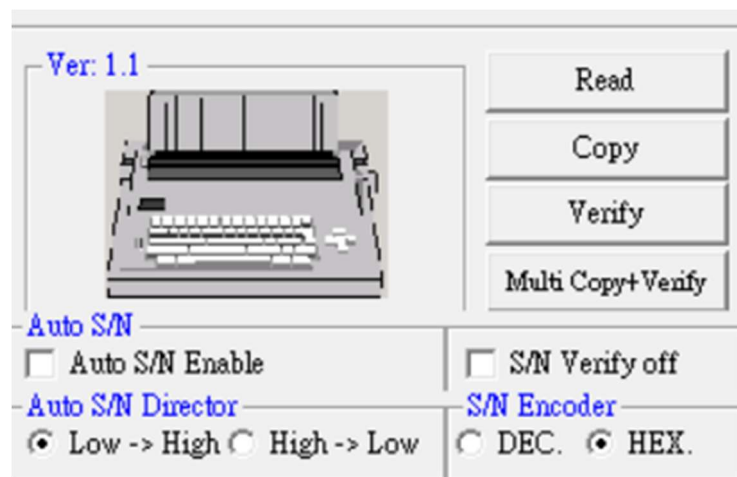 Ver: 1.1
Read
Copy
Verify
Multi Copy+Verify
Auto S/N
Auto S/N Enable
S/N Verify off
Auto S/N Director
Low -> High
High -> Low
S/N Encoder
DEC.
HEX.